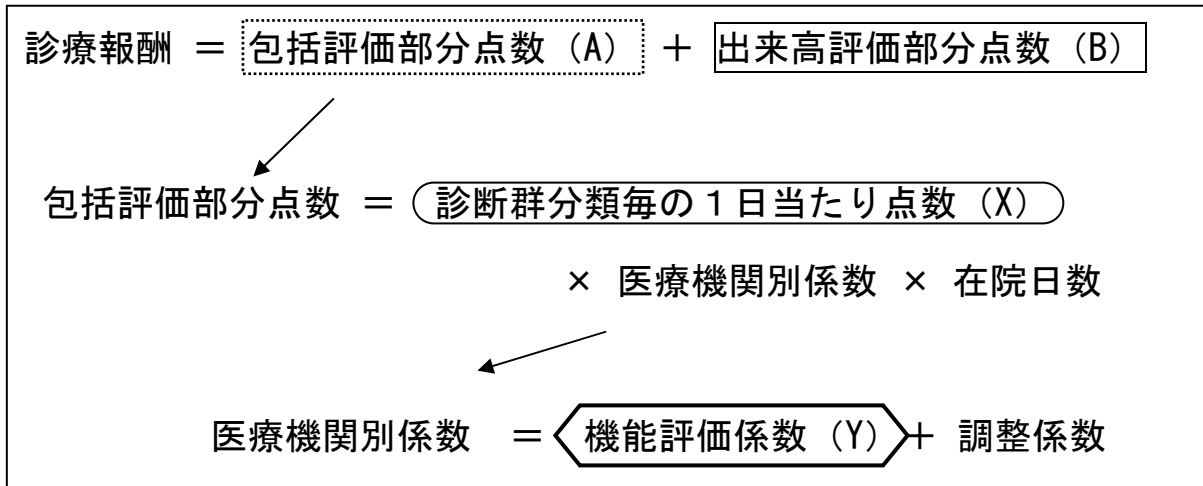 診療報酬 = 包括評価部分点数(A) + 出来高評価部分点数(B)
包括評価部分点数 = 診断群分類毎の1日当たり点数(X)
× 医療機関別係数 × 在院日数
医療機関別係数 = 機能評価係数(Y) + 調整係数